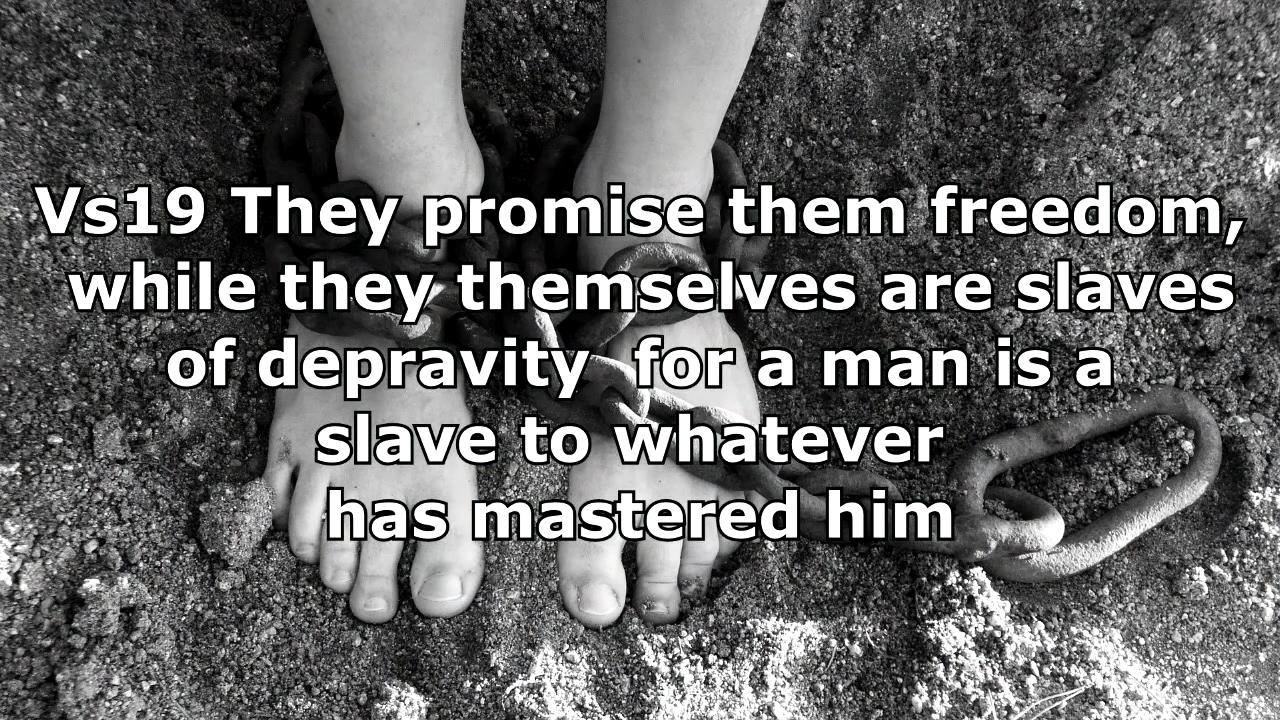 Vs19 They promise them freedom,
while they themselves are slaves
of depravity  for a man is a
slave to whatever
has mastered him